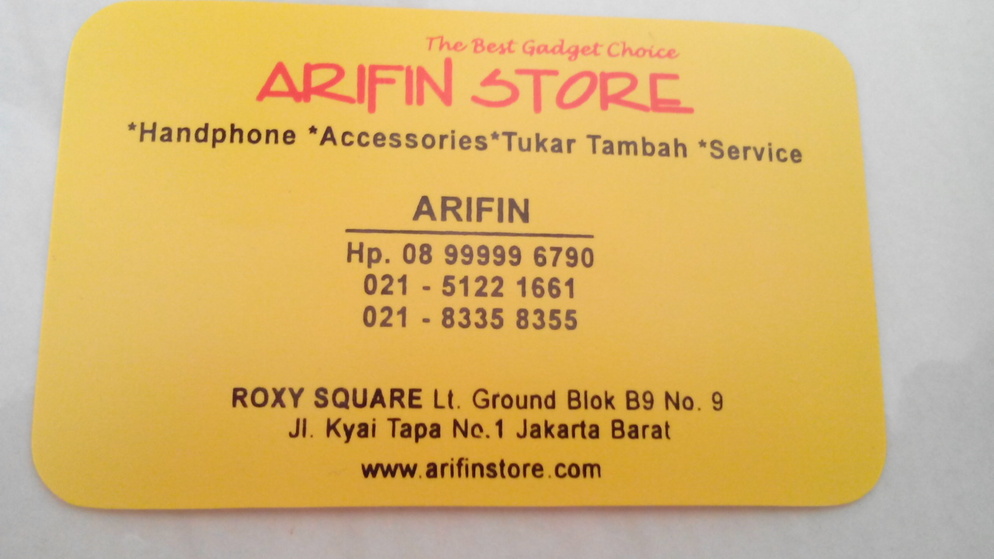 The Best Gadget Choice
ARIFIN STORE
*Handphone *Accessories*Tukar Tambah *Service
ARIFIN
Hp. 08 99999 6790
021 - 5122 1661
021 - 8335 8355
ROXY SQUARE Lt. Ground Blok B9 No. 9
Jl. Kyai Tapa No.1 Jakarta Barat
www.arifinstore.com